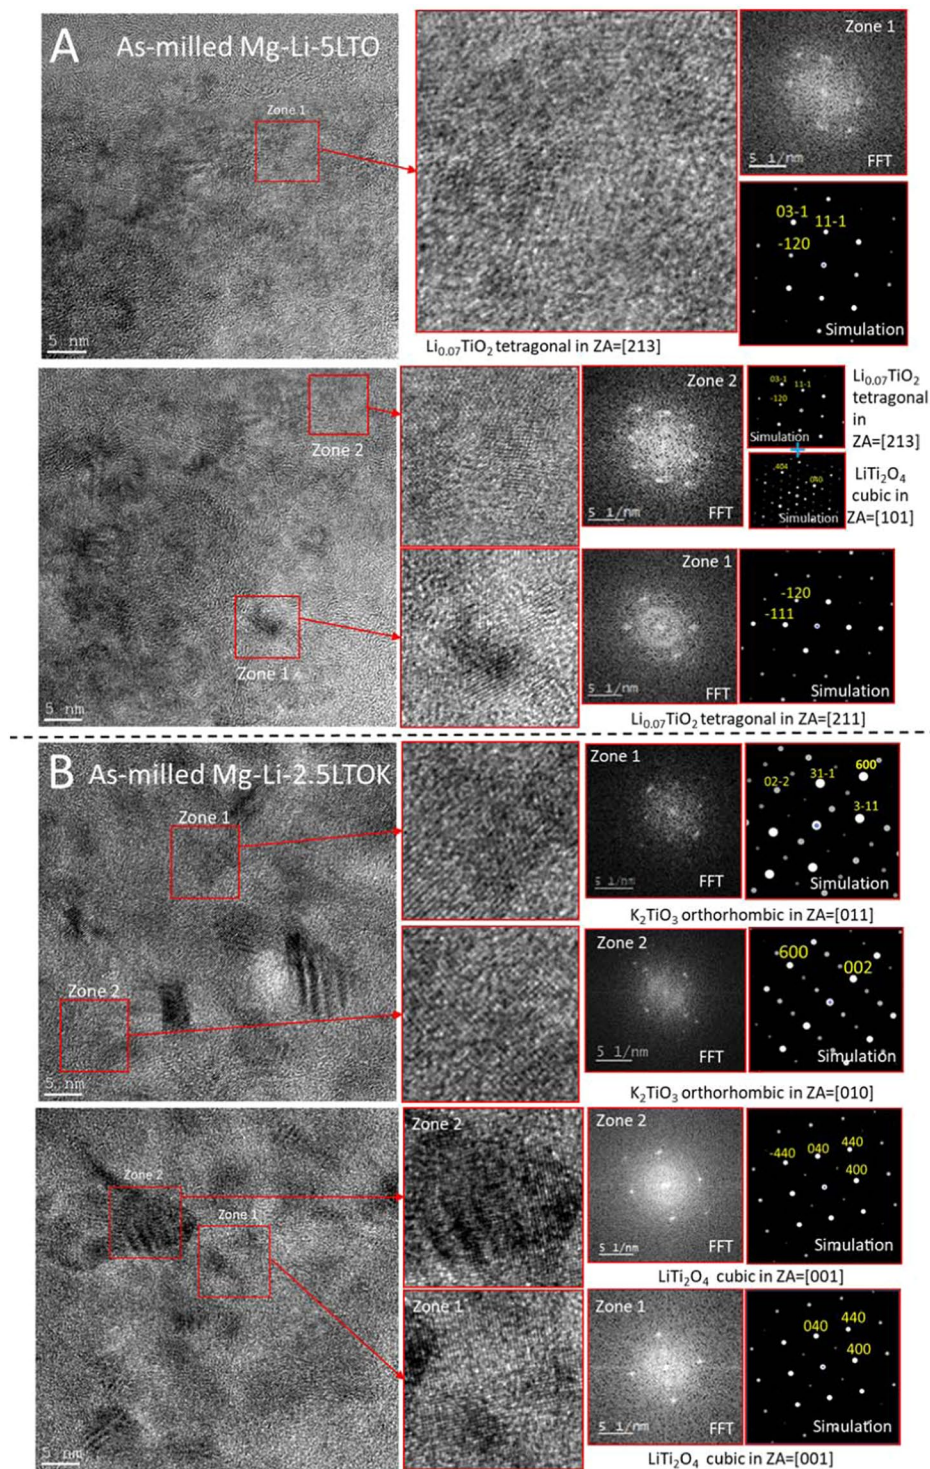 A As-milled Mg-Li-5LTO
Zone 1
5 nm
Li0.07TiO2 tetragonal in ZA=[213]
Zone 1
5 1/nm
FFT
03-1
11-1
-120
Simulation
Zone 2
Zone 1
5 nm
Zone 2
5 1/nm
FFT
03-1
11-1
-120
Simulation
Li0.07TiO2
tetragonal
in
ZA=[213]
+
404
040
Simulation
LiTi2O4
cubic in
ZA=[101]
Zone 1
5 1/nm
FFT
-120
-111
Simulation
Li0.07TiO2 tetragonal in ZA=[211]
B As-milled Mg-Li-2.5LTOK
Zone 1
Zone 2
5 nm
Zone 1
5 1/nm
FFT
600
02-2
31-1
3-11
Simulation
K2TiO3 orthorhombic in ZA=[011]
Zone 2
5 1/nm
FFT
600
002
Simulation
K2TiO3 orthorhombic in ZA=[010]
Zone 2
Zone 1
5 nm
Zone 2
Zone 2
5 1/nm
FFT
-440
040
440
400
Simulation
LiTi2O4 cubic in ZA=[001]
Zone 1
Zone 1
5 1/nm
FFT
040
440
400
Simulation
LiTi2O4 cubic in ZA=[001]